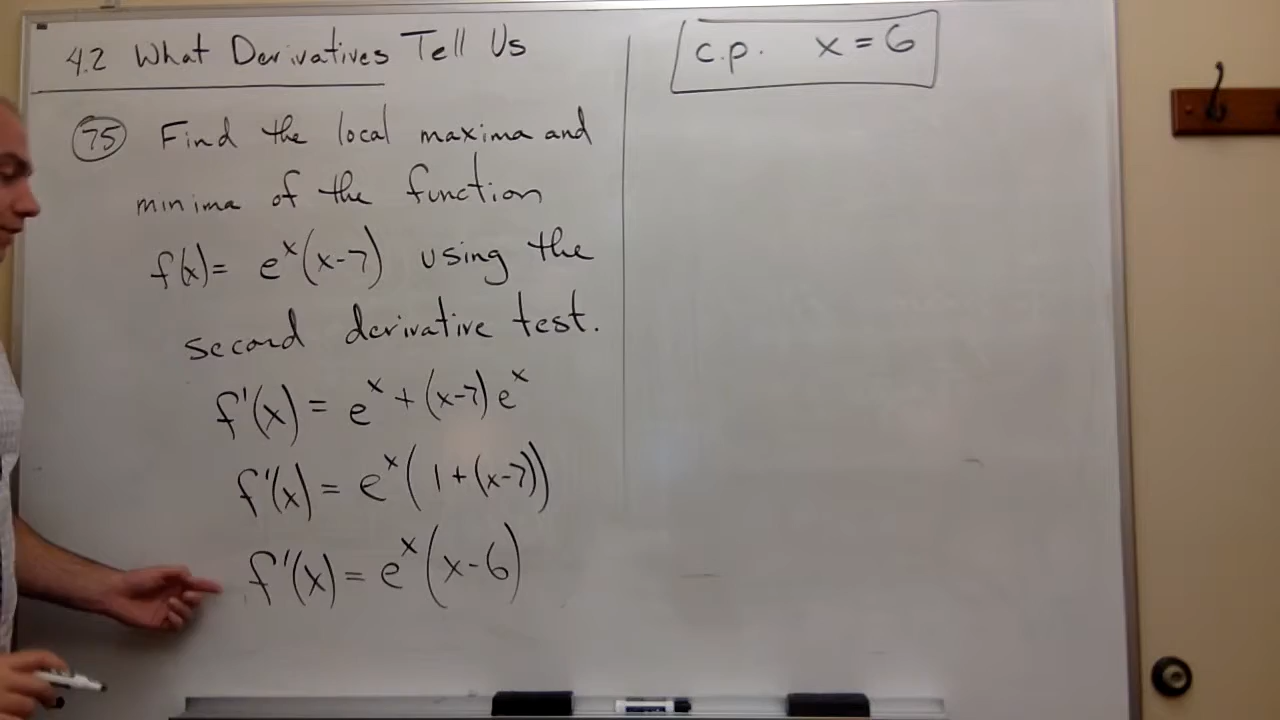 4.2 What Derivatives Tell Us
75 Find the local maxima and
minima of the function
f(x)= e^x(x-7) using the
second derivative test.
f'(x) = e^x + (x-7)e^x
f'(x) = e^x(1+(x-7))
f'(x) = e^x(x-6)
c.p. x=6